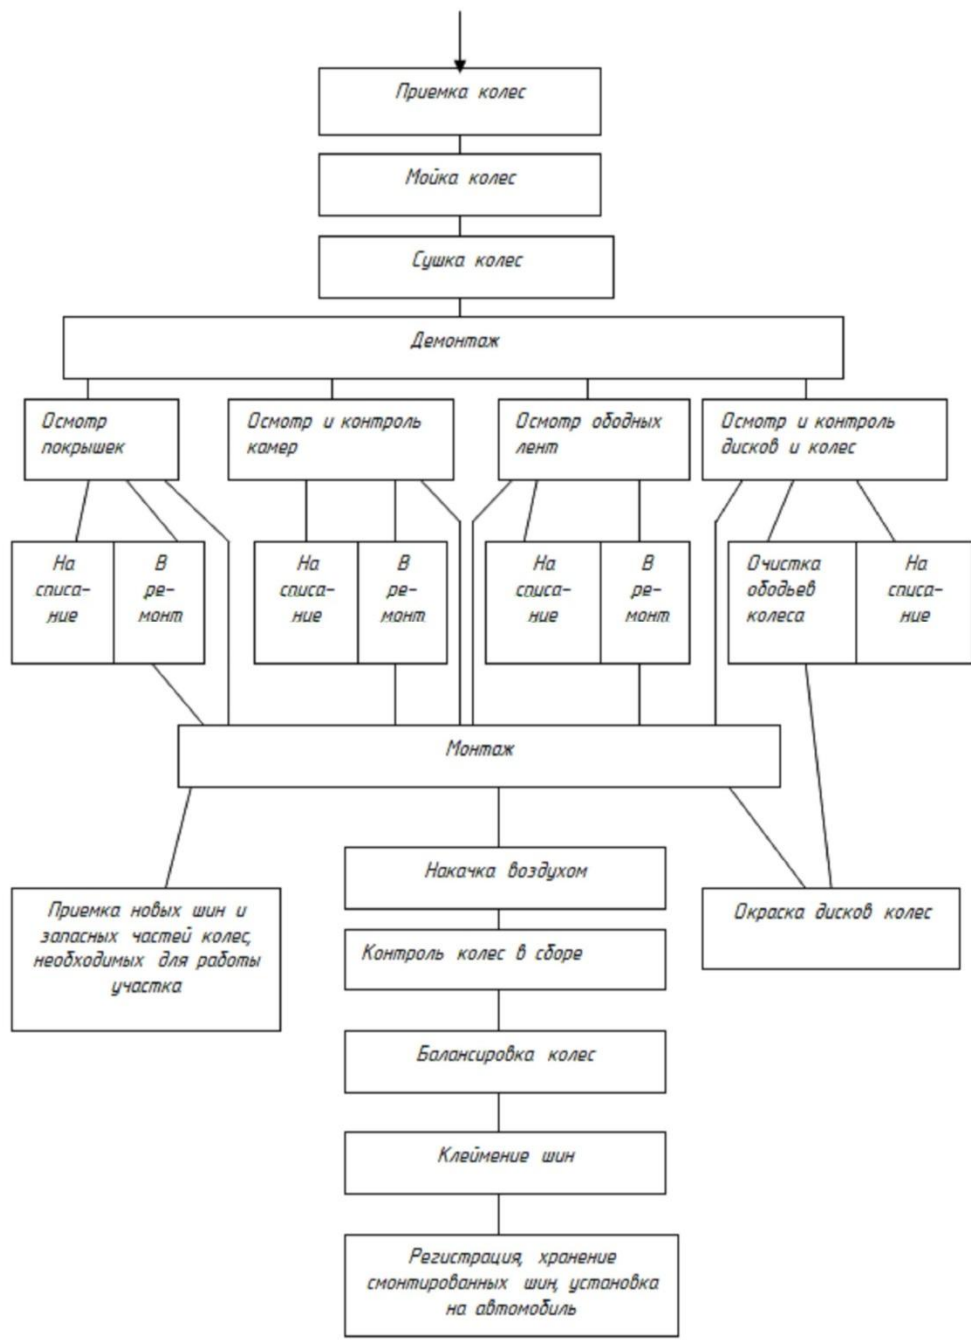 Приемка колес
Мойка колес
Сушка колес
Демонтаж
Осмотр
покрышек
Осмотр и контроль
камер
Осмотр ободных
лент
Осмотр и контроль
дисков и колес
На
списа-
ние
В
ре-
монт
На
списа-
ние
В
ре-
монт
На
списа-
ние
В
ре-
монт
Очистка
ободьев
колеса
На
списа-
ние
Монтаж
Накачка воздухом
Приемка новых шин и
запасных частей колес,
необходимых для работы
участка
Окраска дисков колес
Контроль колес в сборе
Балансировка колес
Клеймение шин
Регистрация, хранение
смонтированных шин, установка
на автомобиль